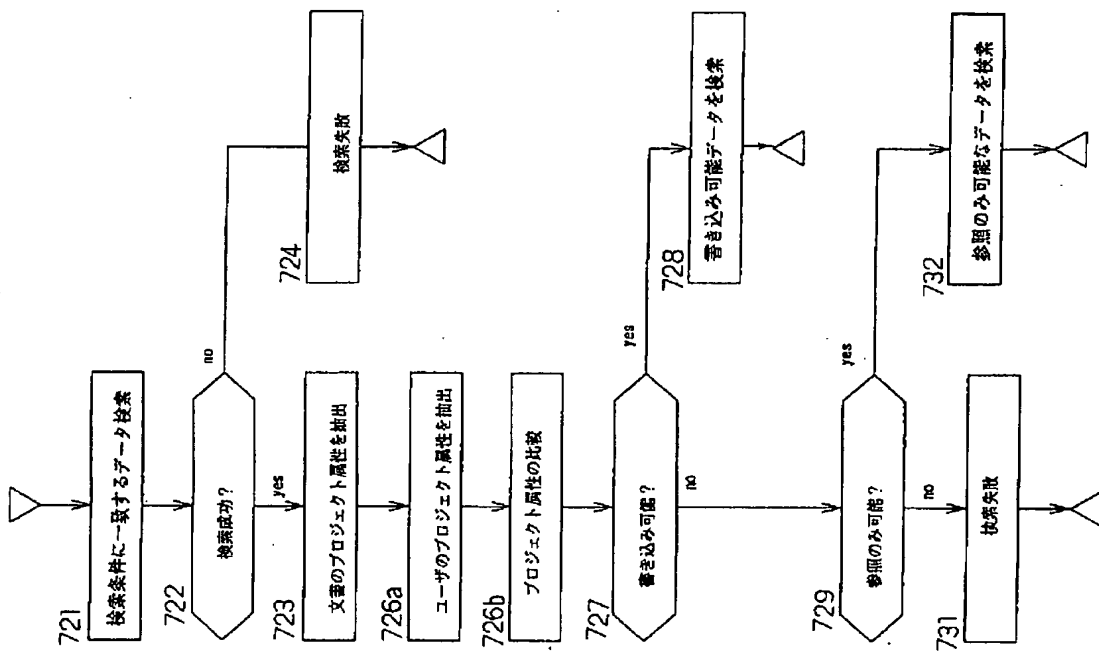 721
検索条件に一致するデータ検索
722
検索成功？
no
yes
724
検索失敗
723
文書のプロジェクト属性を抽出
726a
ユーザのプロジェクト属性を抽出
726b
プロジェクト属性の比較
727
書き込み可能？
yes
no
728
書き込み可能データを検索
729
参照のみ可能？
yes
no
732
参照のみ可能なデータを検索
731
検索失敗